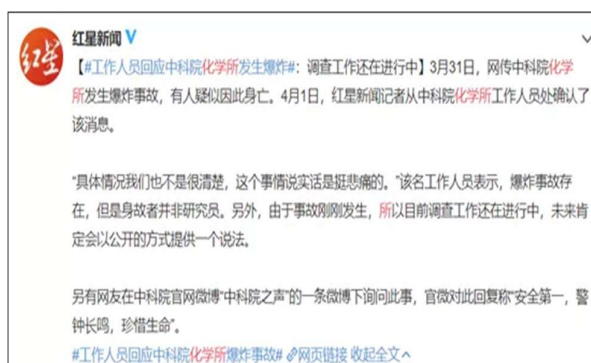 红星
红星新闻
【#工作人员回应中科院化学所发生爆炸#：调查工作还在进行中】3月31日，网传中科院化学
所发生爆炸事故，有人疑似因此身亡。4月1日，红星新闻记者从中科院化学所工作人员处确认了
该消息。
“具体情况我们也不是很清楚，这个事情说实话是挺悲痛的。”该名工作人员表示，爆炸事故存
在，但是身故者并非研究员。另外，由于事故刚刚发生，所以目前调查工作还在进行中，未来肯
定会以公开的方式提供一个说法。
另有网友在中科院官网微博“中科院之声”的一条微博下询问此事，官微对此回复称“安全第一，警
钟长鸣，珍惜生命”。
#工作人员回应中科院化学所爆炸事故# 网页链接 收起全文